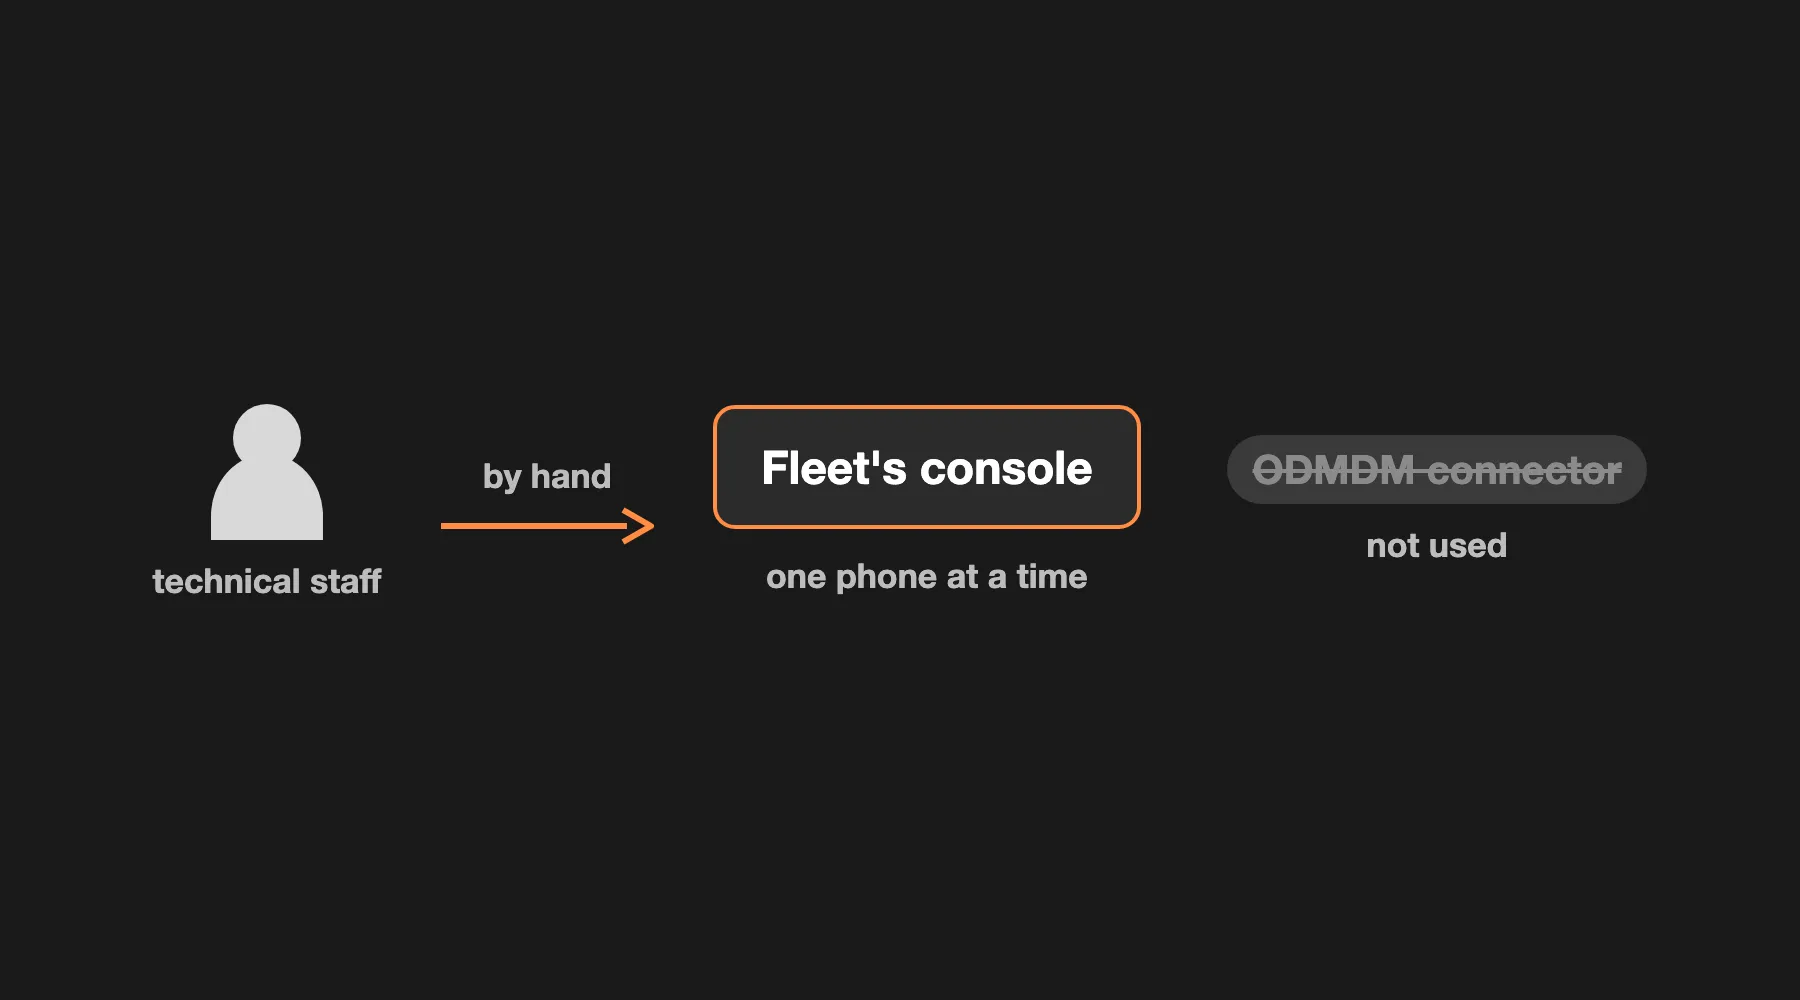 technical staff
by hand
Fleet's console
one phone at a time
ODMDM connector
not used